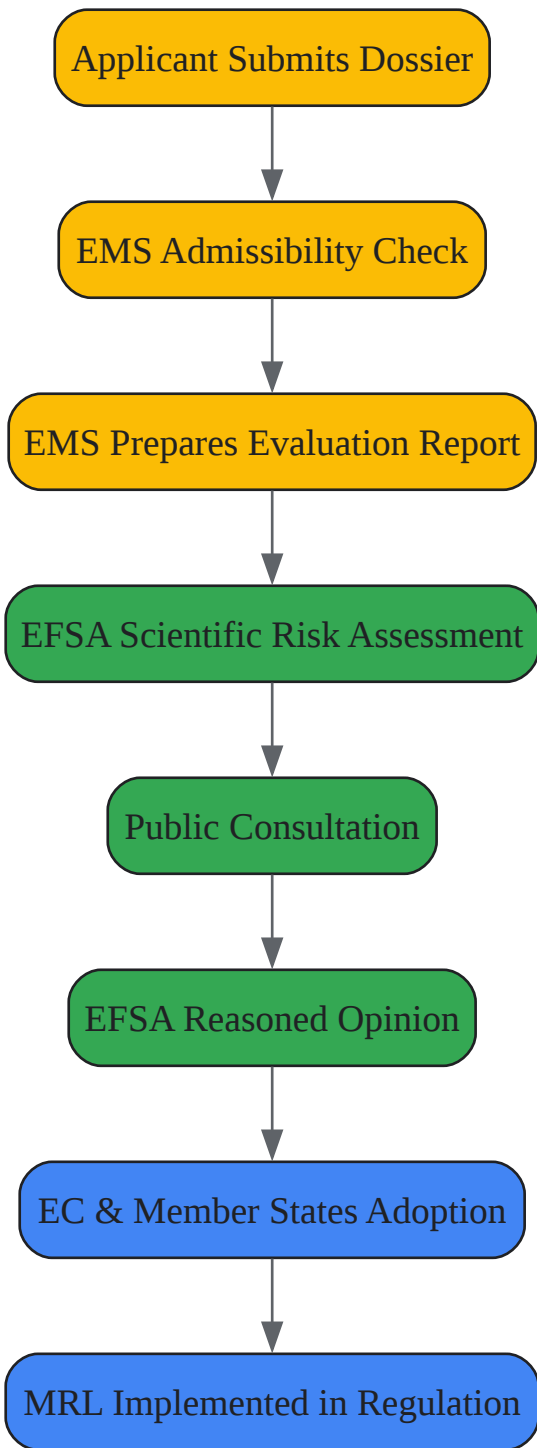 Applicant Submits Dossier
EMS Admissibility Check
EMS Prepares Evaluation Report
EFSA Scientific Risk Assessment
Public Consultation
EFSA Reasoned Opinion
EC & Member States Adoption
MRL Implemented in Regulation